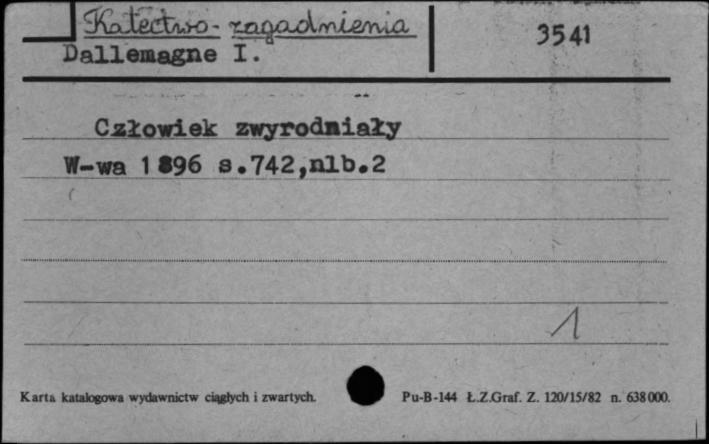 Kalectwo - zagadnienia
3541
Dallemagne I.
Człowiek zwyrodniały
W-wa 1896 s.742,nlb.2
1
Karta katalogowa wydawnictw ciągłych i zwartych.
Pu-B-144 Ł.Z.Graf. Z. 120/15/82 n. 638000.